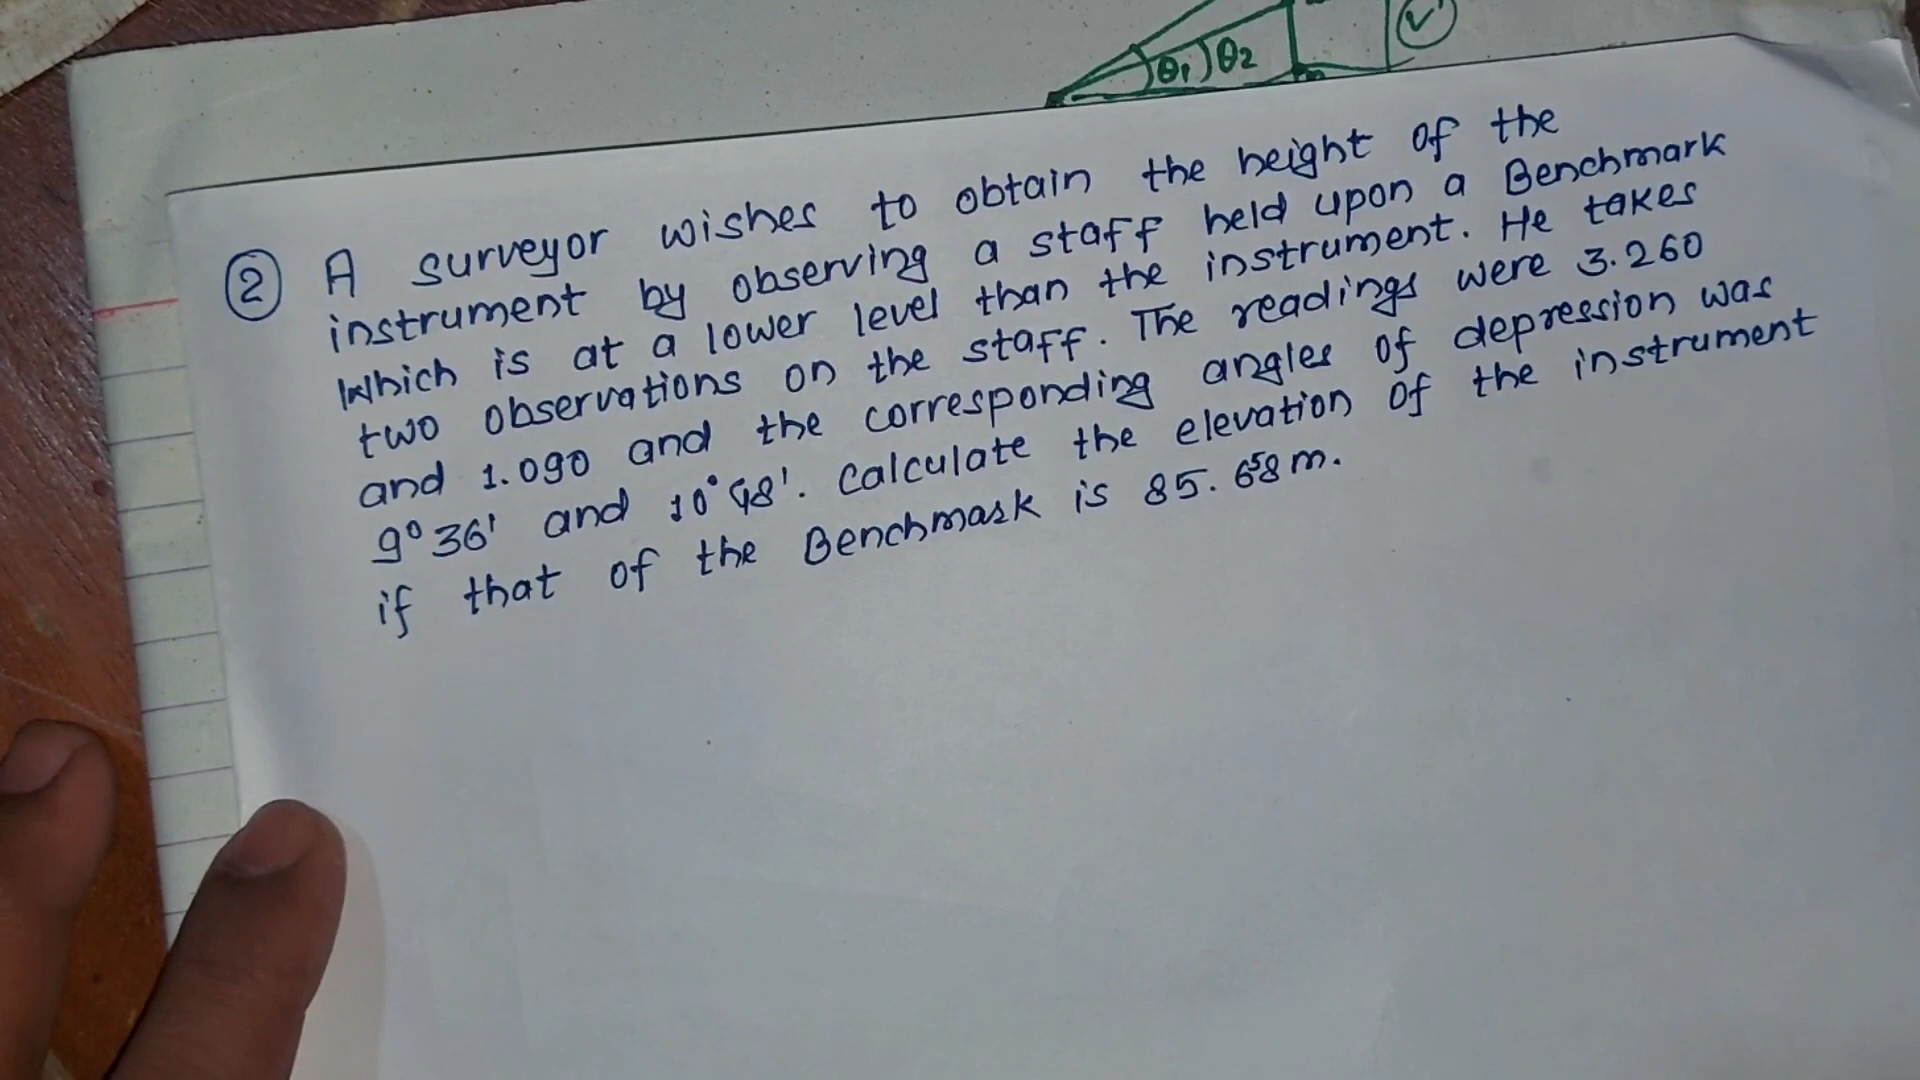 θ1 θ2
② A surveyor wishes to obtain the height of the
instrument by observing a staff held upon a Benchmark
Which is at a lower level than the instrument. He takes
two observations on the staff. The readings were 3.260
and 1.090 and the corresponding angles of depression was
9° 36' and 10° 48'. calculate the elevation of the instrument
if that of the Benchmark is 85.658 m.